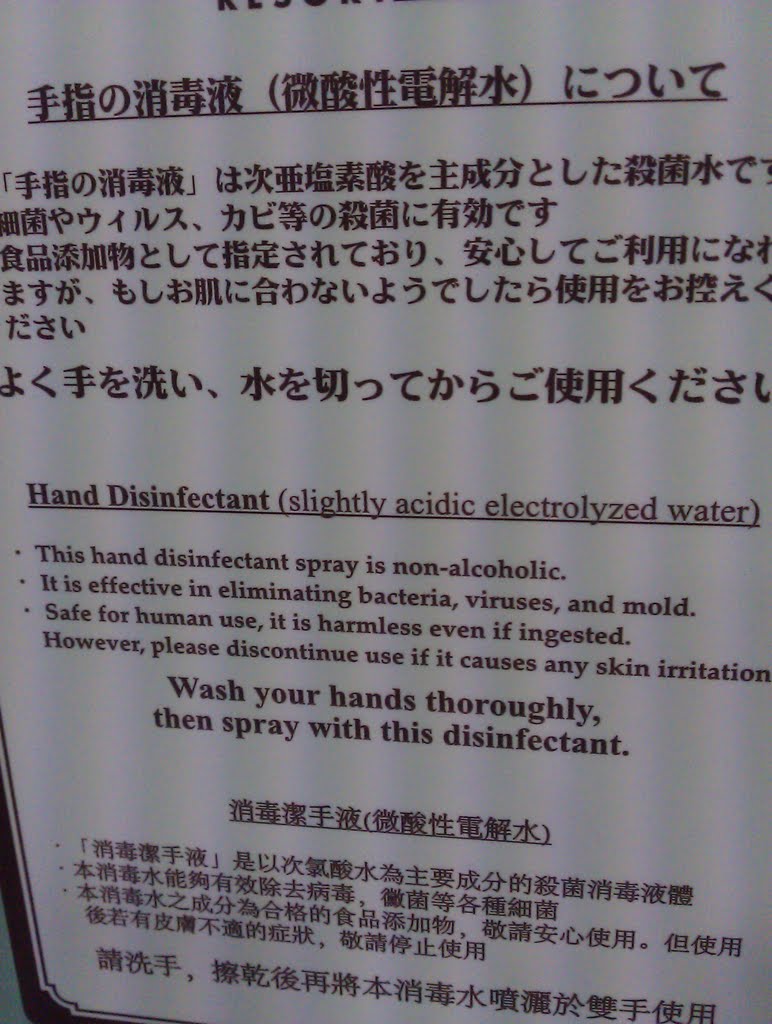 RESORT
手指の消毒液（微酸性電解水）について
「手指の消毒液」は次亜塩素酸を主成分とした殺菌水です
細菌やウィルス、カビ等の殺菌に有効です
食品添加物として指定されており、安心してご利用になれ
ますが、もしお肌に合わないようでしたら使用をお控えく
ださい
よく手を洗い、水を切ってからご使用ください
Hand Disinfectant (slightly acidic electrolyzed water)
· This hand disinfectant spray is non-alcoholic.
· It is effective in eliminating bacteria, viruses, and mold.
· Safe for human use, it is harmless even if ingested.
However, please discontinue use if it causes any skin irritation
Wash your hands thoroughly,
then spray with this disinfectant.
消毒潔手液(微酸性電解水)
·「消毒潔手液」是以次氯酸水為主要成分的殺菌消毒液體
·本消毒水能夠有效除去病毒，黴菌等各種細菌
·本消毒水之成分為合格的食品添加物，敬請安心使用。但使用
後若有皮膚不適的症狀，敬請停止使用
請洗手，擦乾後再將本消毒水噴灑於雙手使用